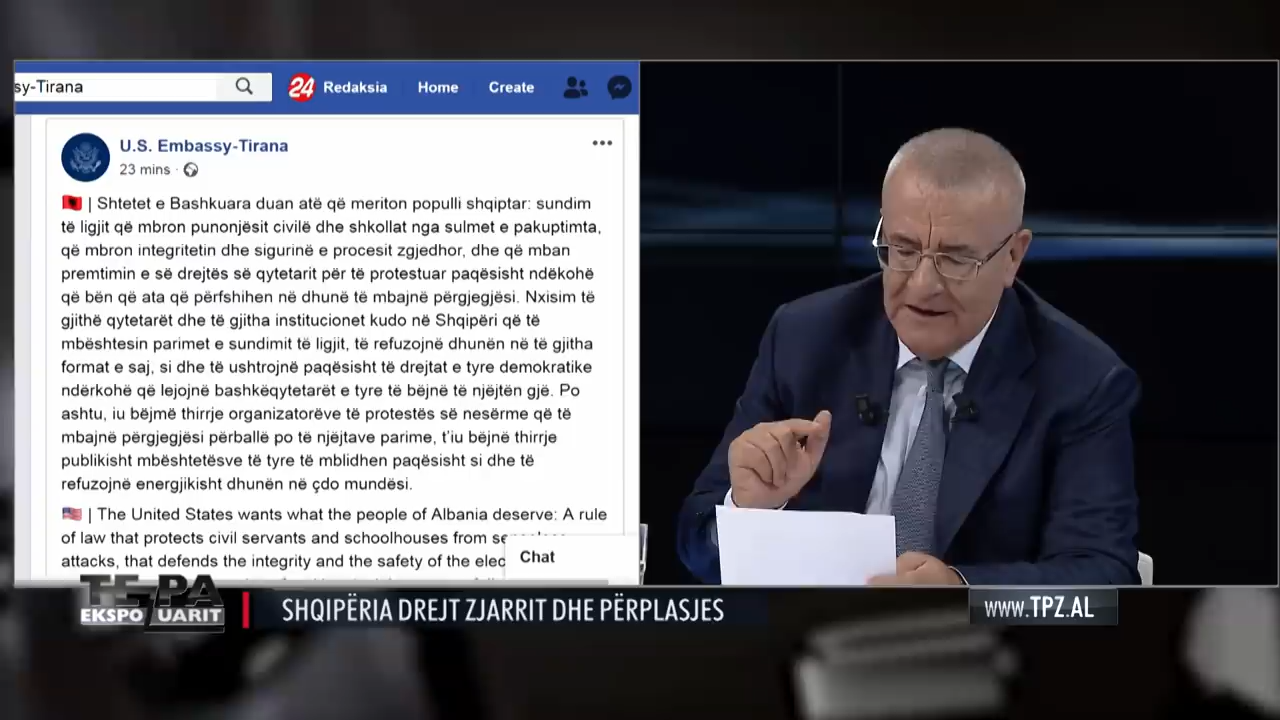 sy-Tirana
24 Redaksia Home Create
U.S. Embassy-Tirana
23 mins ·
| Shtetet e Bashkuara duan atë që meriton populli shqiptar: sundim
të ligjit që mbron punonjësit civilë dhe shkollat nga sulmet e pakuptimta,
që mbron integritetin dhe sigurinë e procesit zgjedhor, dhe që mban
premtimin e së drejtës së qytetarit për të protestuar paqësisht ndëkohë
që bën që ata që përfshihen në dhunë të mbajnë përgjegjësi. Nxisim të
gjithë qytetarët dhe të gjitha institucionet kudo në Shqipëri që të
mbështesin parimet e sundimit të ligjit, të refuzojnë dhunën në të gjitha
format e saj, si dhe të ushtrojnë paqësisht të drejtat e tyre demokratike
ndërkohë që lejojnë bashkëqytetarët e tyre të bëjnë të njëjtën gjë. Po
ashtu, iu bëjmë thirrje organizatorëve të protestës së nesërme që të
mbajnë përgjegjësi përballë po të njëjtave parime, t'iu bëjnë thirrje
publikisht mbështetësve të tyre të mblidhen paqësisht si dhe të
refuzojnë energjikisht dhunën në çdo mundësi.
| The United States wants what the people of Albania deserve: A rule
of law that protects civil servants and schoolhouses from
attacks, that defends the integrity and the safety of the elec
Chat
TË PA
EKSPO ZUARIT
SHQIPËRIA DREJT ZJARRIT DHE PËRPLASJES
WWW.TPZ.AL